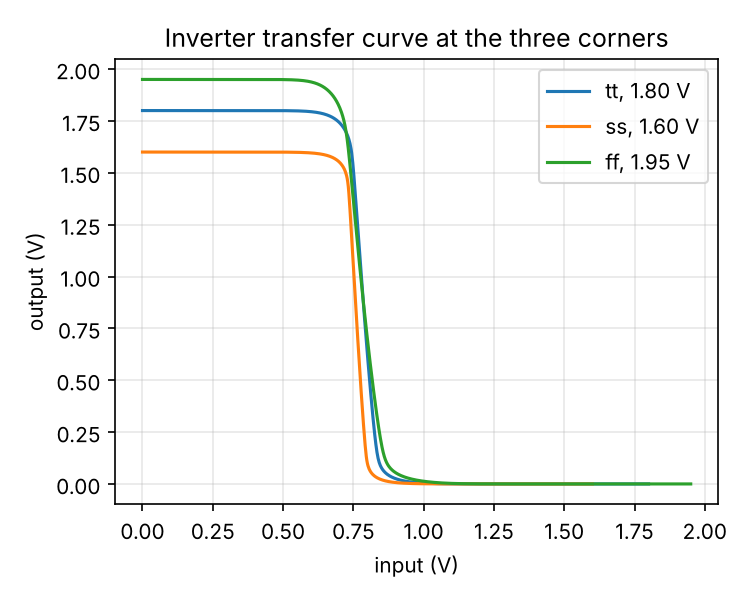 Inverter transfer curve at the three corners
tt, 1.80 V
ss, 1.60 V
ff, 1.95 V
output (V)
2.00
1.75
1.50
1.25
1.00
0.75
0.50
0.25
0.00
0.00 0.25 0.50 0.75 1.00 1.25 1.50 1.75 2.00
input (V)